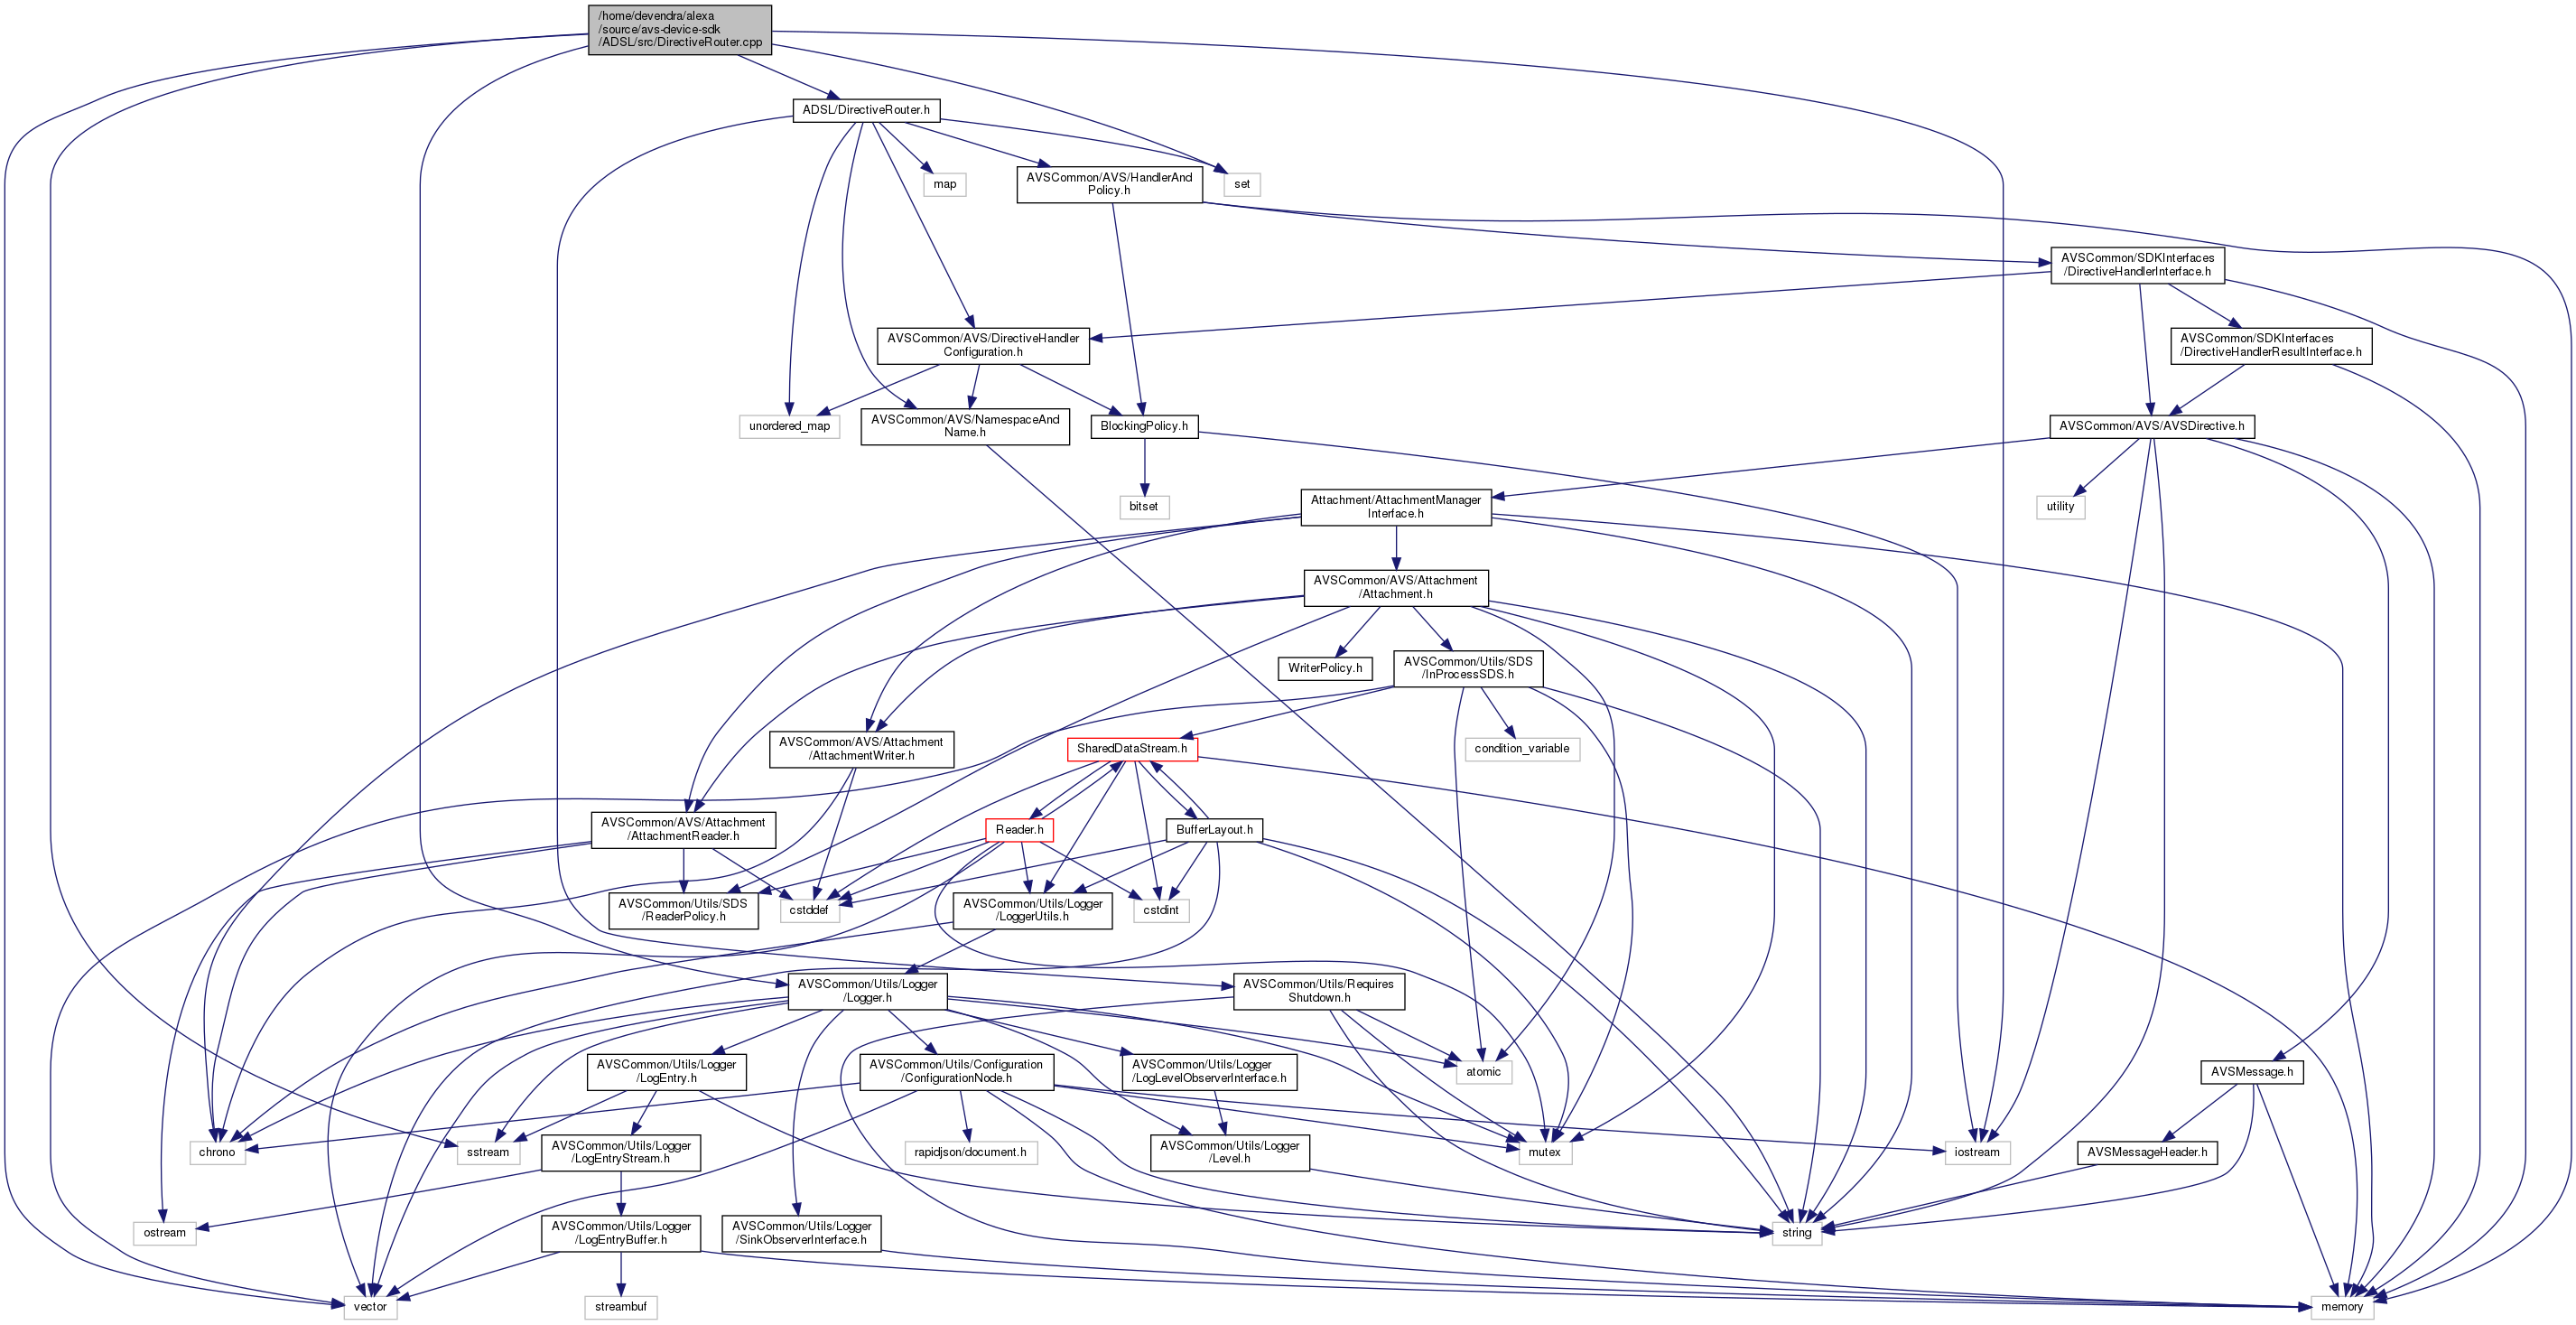 /home/devendra/alexa
/source/avs-device-sdk
/ADSL/src/DirectiveRouter.cpp
ADSL/DirectiveRouter.h
map
AVSCommon/AVS/HandlerAnd
Policy.h
set
AVSCommon/SDKInterfaces
/DirectiveHandlerInterface.h
AVSCommon/AVS/DirectiveHandler
Configuration.h
AVSCommon/SDKInterfaces
/DirectiveHandlerResultInterface.h
unordered_map
AVSCommon/AVS/NamespaceAnd
Name.h
BlockingPolicy.h
AVSCommon/AVS/AVSDirective.h
bitset
Attachment/AttachmentManager
Interface.h
utility
AVSCommon/AVS/Attachment
/Attachment.h
WriterPolicy.h
AVSCommon/Utils/SDS
/InProcessSDS.h
AVSCommon/AVS/Attachment
/AttachmentWriter.h
SharedDataStream.h
condition_variable
AVSCommon/AVS/Attachment
/AttachmentReader.h
Reader.h
BufferLayout.h
AVSCommon/Utils/SDS
/ReaderPolicy.h
cstddef
AVSCommon/Utils/Logger
/LoggerUtils.h
cstdint
AVSCommon/Utils/Logger
/Logger.h
AVSCommon/Utils/Requires
Shutdown.h
AVSCommon/Utils/Logger
/LogEntry.h
AVSCommon/Utils/Configuration
/ConfigurationNode.h
AVSCommon/Utils/Logger
/LogLevelObserverInterface.h
atomic
AVSMessage.h
chrono
sstream
AVSCommon/Utils/Logger
/LogEntryStream.h
rapidjson/document.h
AVSCommon/Utils/Logger
/Level.h
mutex
iostream
AVSMessageHeader.h
ostream
AVSCommon/Utils/Logger
/LogEntryBuffer.h
AVSCommon/Utils/Logger
/SinkObserverInterface.h
string
vector
streambuf
memory